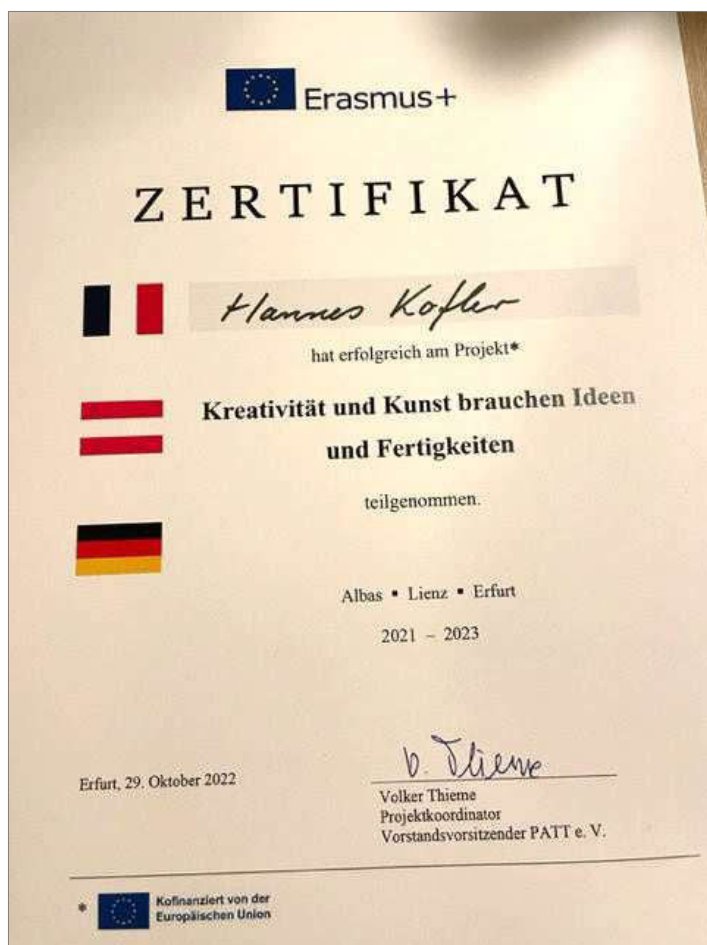 Erasmus+
ZERTIFIKAT
Hannes Kofler
hat erfolgreich am Projekt*
Kreativität und Kunst brauchen Ideen
und Fertigkeiten
teilgenommen.
Albas ▪ Lienz ▪ Erfurt
2021 – 2023
Erfurt, 29. Oktober 2022
V. Thieme
Volker Thieme
Projektkoordinator
Vorstandsvorsitzender PATT e. V.
* Kofinanziert von der
Europäischen Union